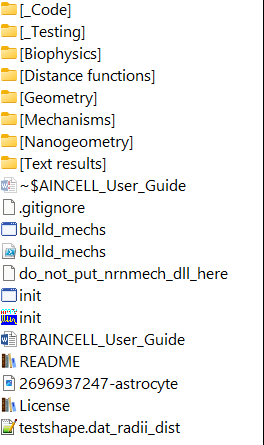 [_Code]
[_Testing]
[Biophysics]
[Distance functions]
[Geometry]
[Mechanisms]
[Nanogeometry]
[Text results]
~$AINCELL_User_Guide
.gitignore
build_mechs
build_mechs
do_not_put_nrnmech_dll_here
init
init
BRAINCELL_User_Guide
README
2696937247-astrocyte
License
testshape.dat_radii_dist